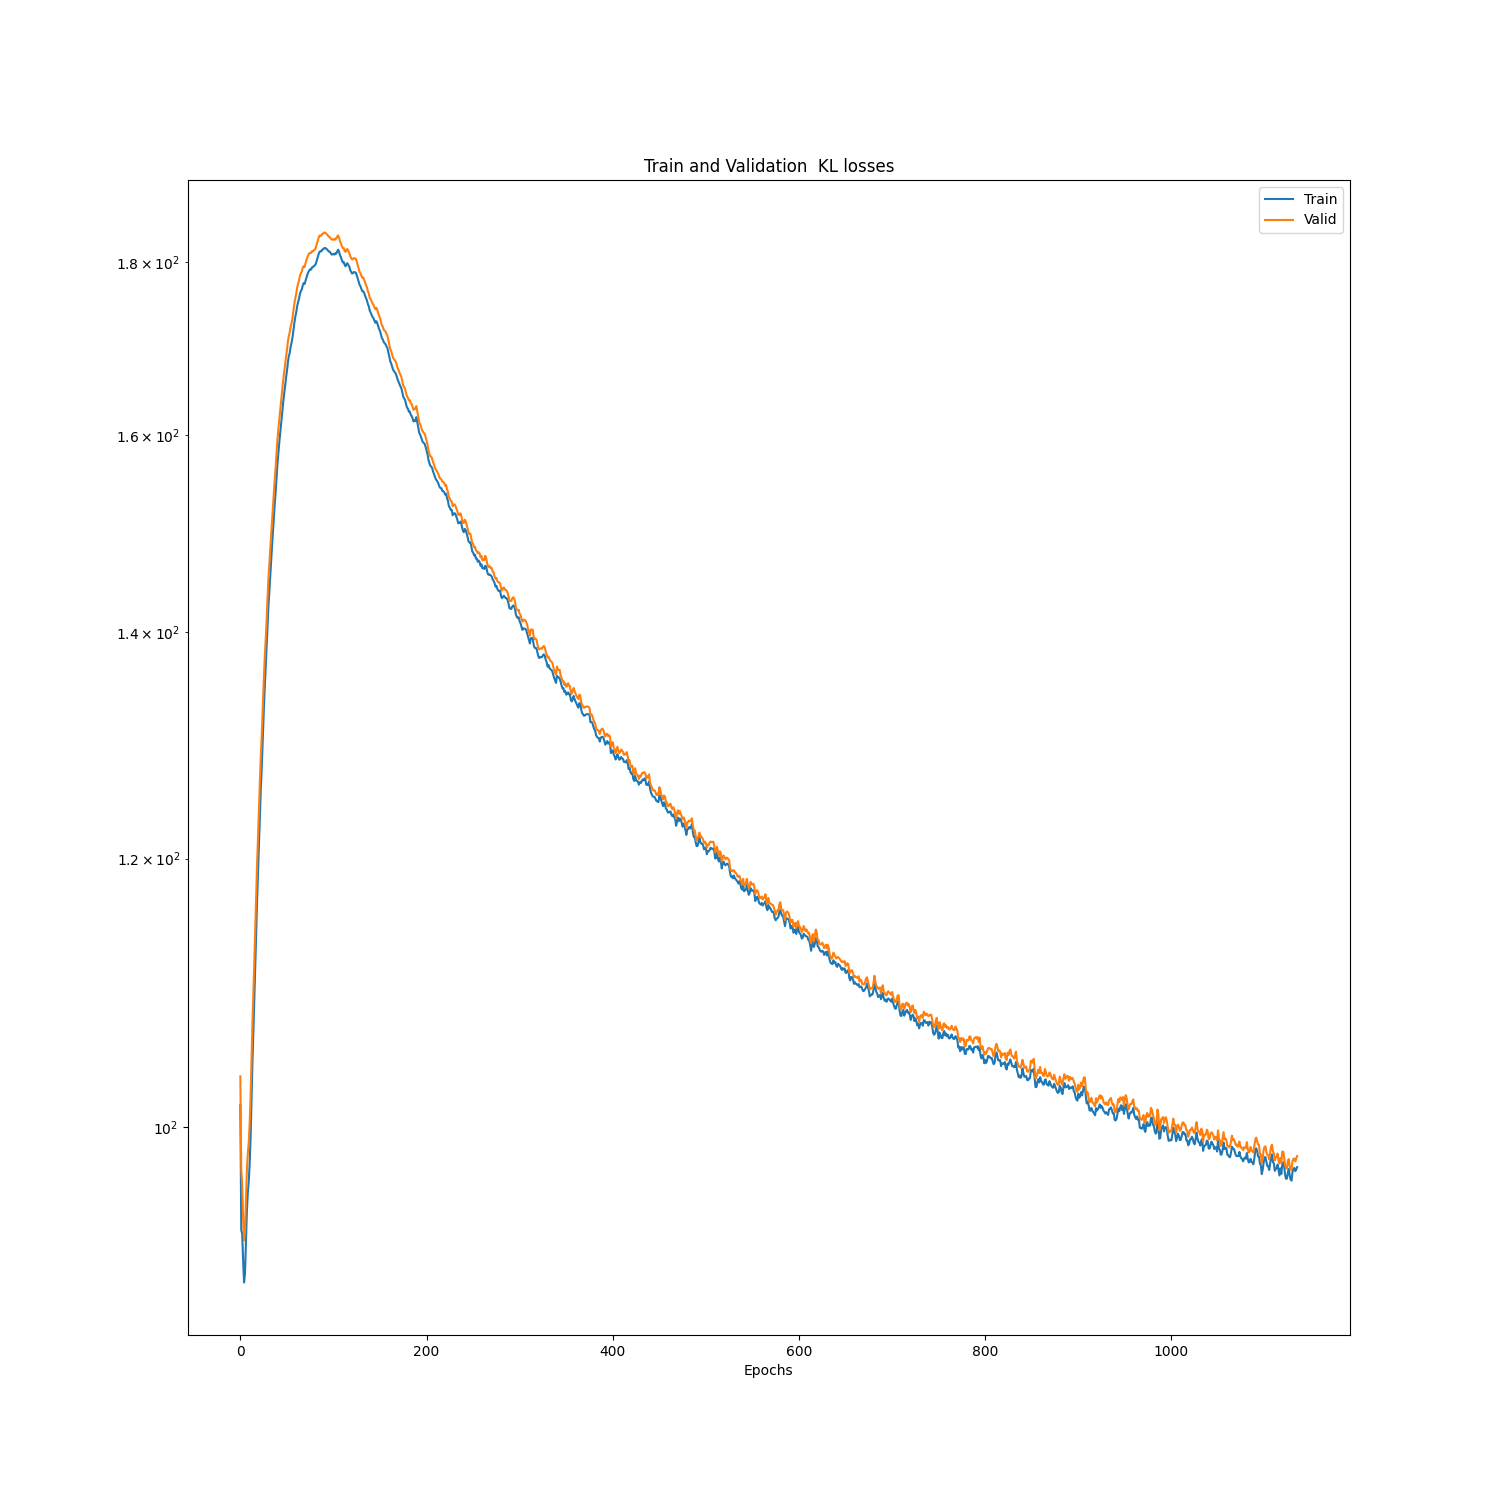 Train and Validation  KL losses
Train
Valid
1.8 × 10²
1.6 × 10²
1.4 × 10²
1.2 × 10²
10²
0 200 400 600 800 1000
Epochs